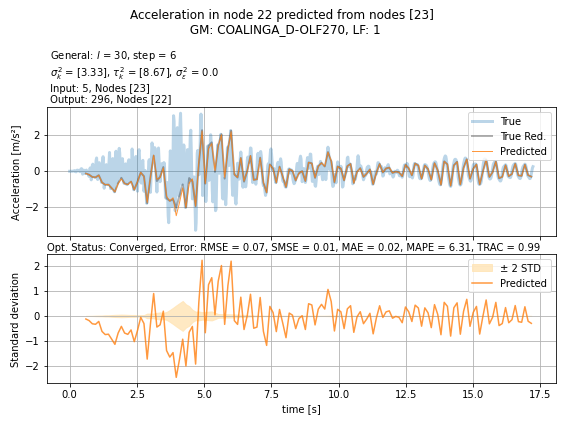 Acceleration in node 22 predicted from nodes [23]
GM: COALINGA_D-OLF270, LF: 1
General: l = 30, step = 6
σ²ₖ = [3.33], τ²ₖ = [8.67], σ²_ε = 0.0
Input: 5, Nodes [23]
Output: 296, Nodes [22]
Acceleration [m/s²]
2
0
−2
True
True Red.
Predicted
Opt. Status: Converged, Error: RMSE = 0.07, SMSE = 0.01, MAE = 0.02, MAPE = 6.31, TRAC = 0.99
Standard deviation
2
1
0
−1
−2
± 2 STD
Predicted
0.0 2.5 5.0 7.5 10.0 12.5 15.0 17.5
time [s]